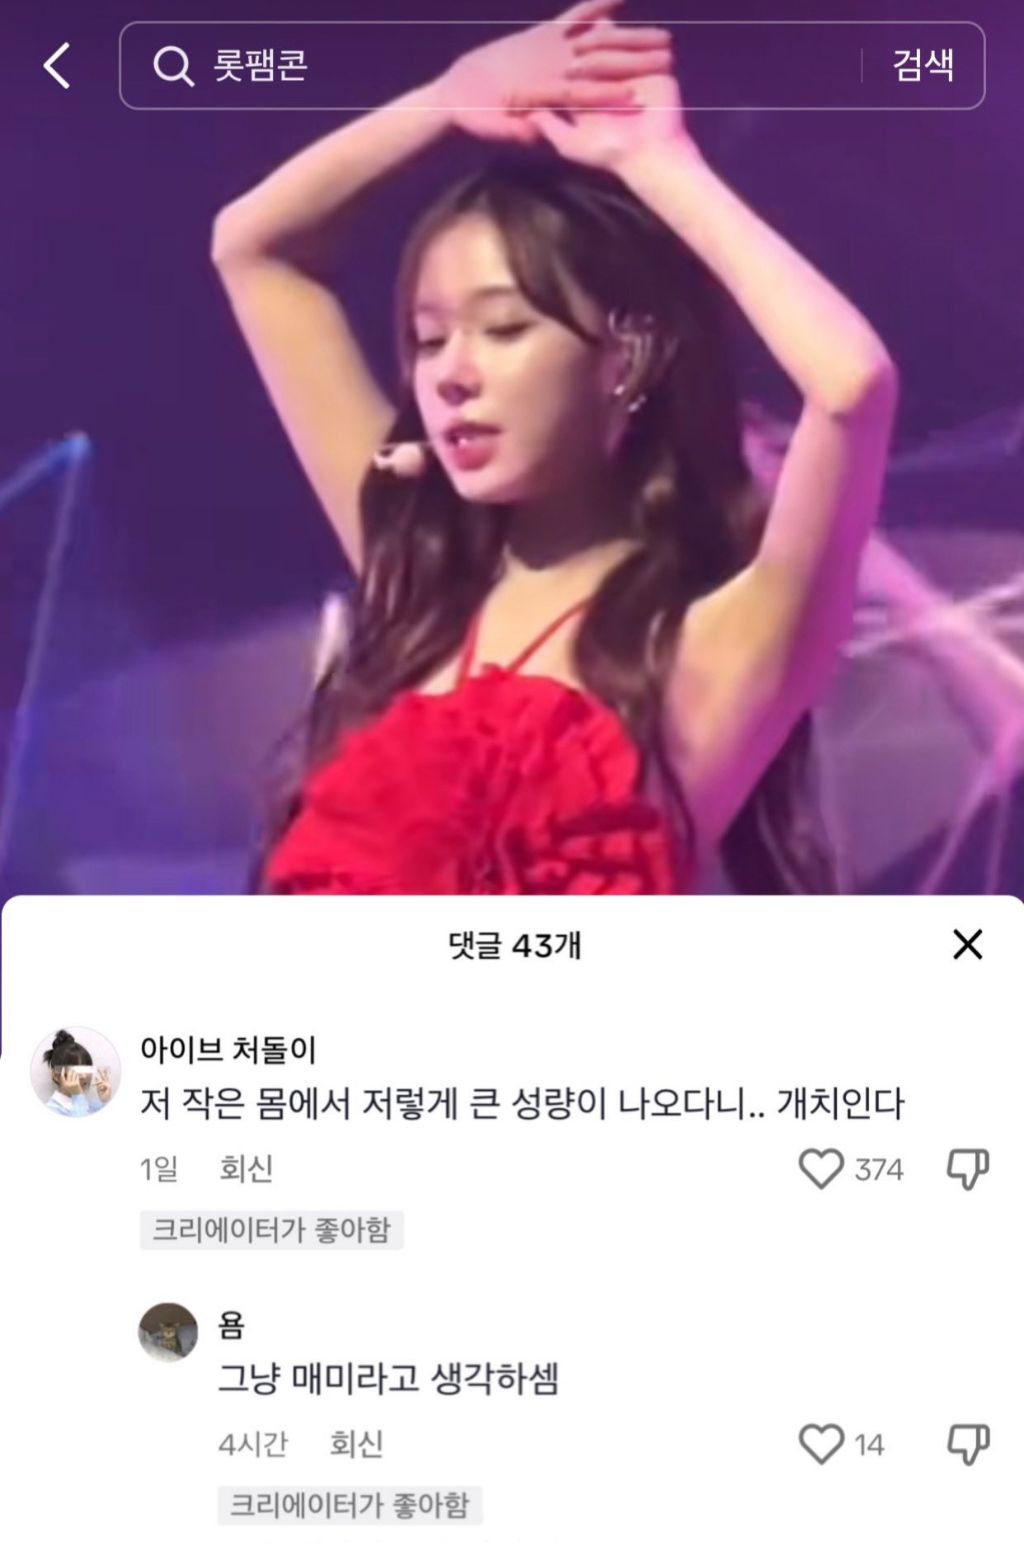 롯팸콘
검색
댓글 43개
아이브 처돌이
저 작은 몸에서 저렇게 큰 성량이 나오다니.. 개치인다
1일 회신
374
크리에이터가 좋아함
욤
그냥 매미라고 생각하셈
4시간 회신
14
크리에이터가 좋아함